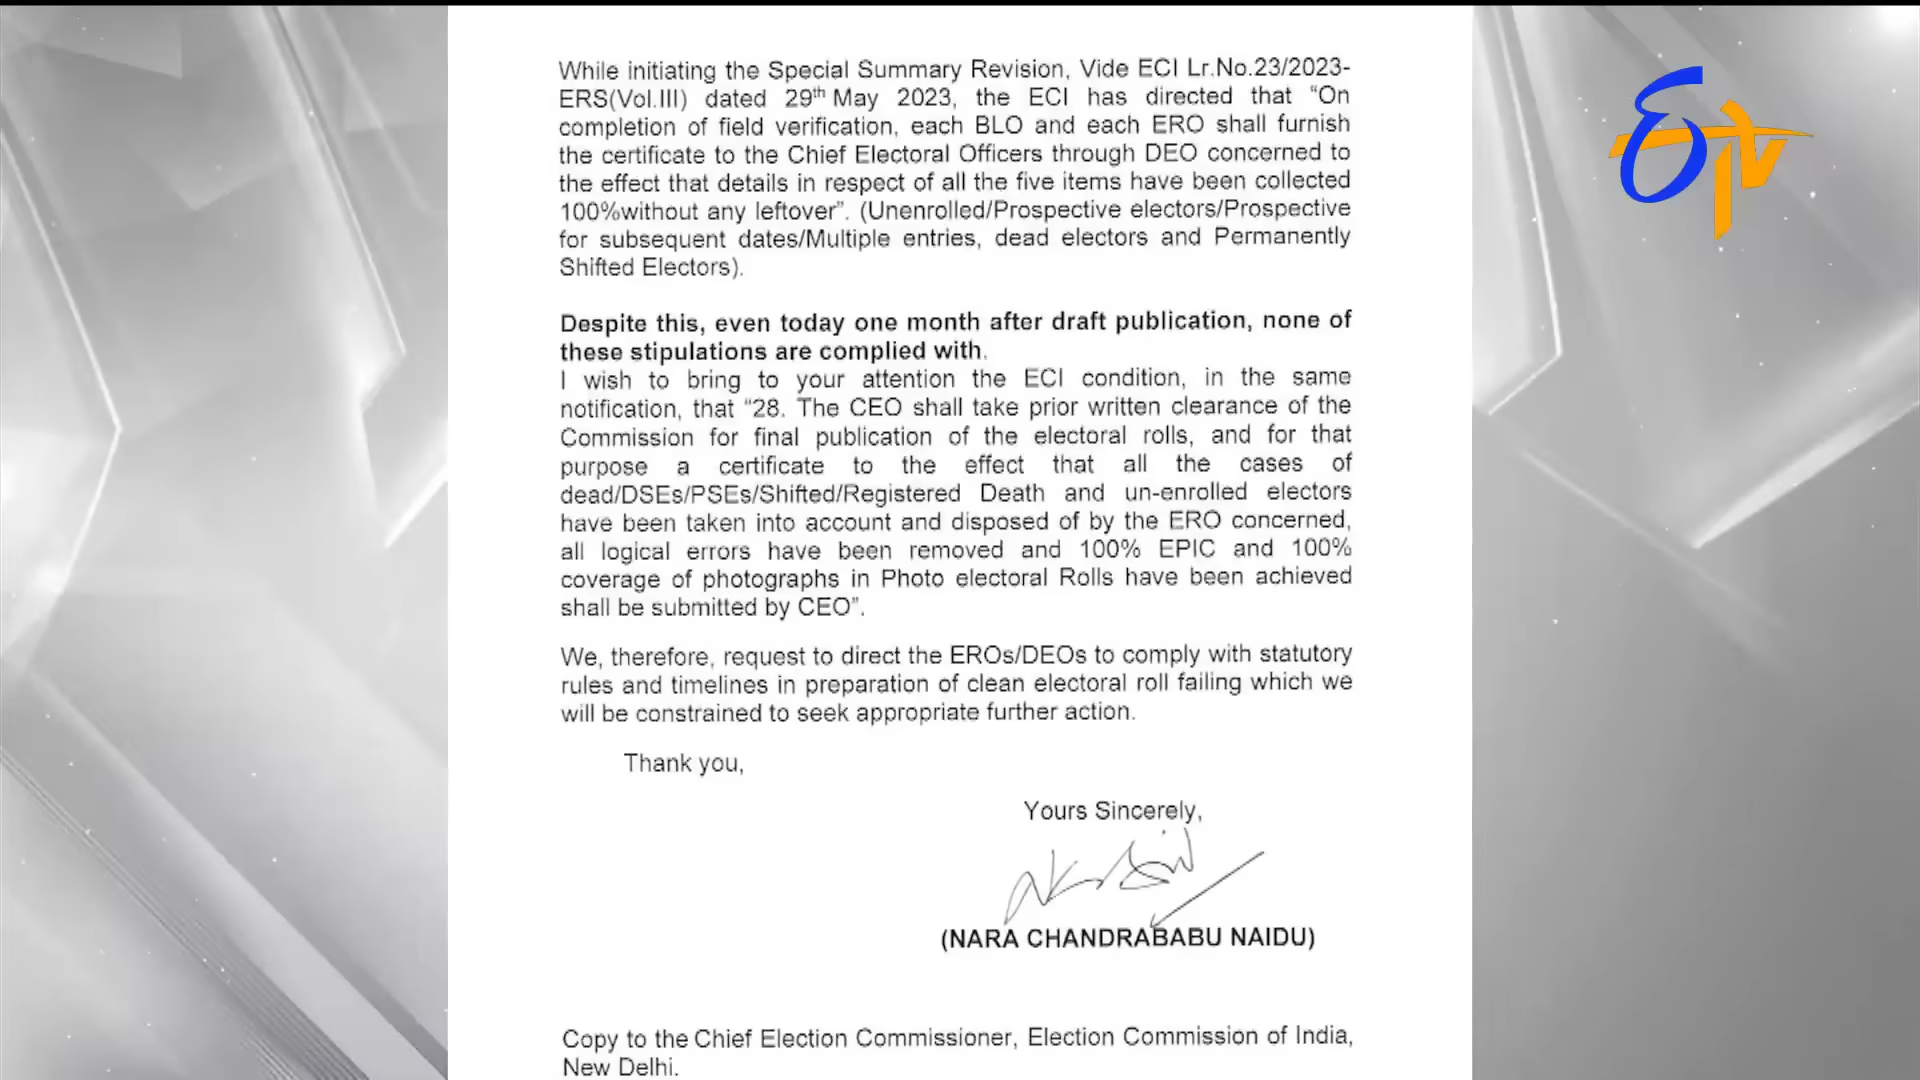 While initiating the Special Summary Revision, Vide ECI Lr.No.23/2023-
ERS(Vol.III) dated 29th May 2023, the ECI has directed that “On
completion of field verification, each BLO and each ERO shall furnish
the certificate to the Chief Electoral Officers through DEO concerned to
the effect that details in respect of all the five items have been collected
100%without any leftover”. (Unenrolled/Prospective electors/Prospective
for subsequent dates/Multiple entries, dead electors and Permanently
Shifted Electors).
Despite this, even today one month after draft publication, none of
these stipulations are complied with.
I wish to bring to your attention the ECI condition, in the same
notification, that “28. The CEO shall take prior written clearance of the
Commission for final publication of the electoral rolls, and for that
purpose a certificate to the effect that all the cases of
dead/DSEs/PSEs/Shifted/Registered Death and un-enrolled electors
have been taken into account and disposed of by the ERO concerned,
all logical errors have been removed and 100% EPIC and 100%
coverage of photographs in Photo electoral Rolls have been achieved
shall be submitted by CEO”.
We, therefore, request to direct the EROs/DEOs to comply with statutory
rules and timelines in preparation of clean electoral roll failing which we
will be constrained to seek appropriate further action.
Thank you,
Yours Sincerely,
(NARA CHANDRABABU NAIDU)
Copy to the Chief Election Commissioner, Election Commission of India,
New Delhi.
ETV